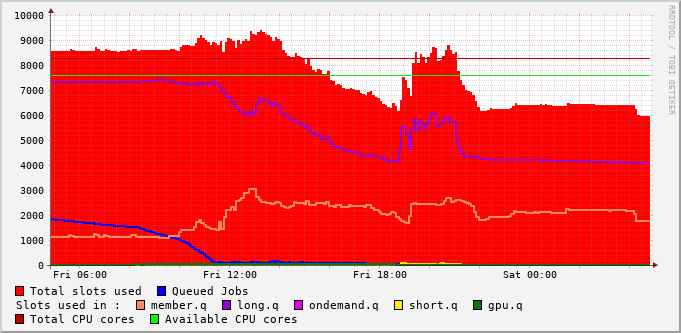 10000
9000
8000
7000
6000
5000
4000
3000
2000
1000
0
Fri 06:00 Fri 12:00 Fri 18:00 Sat 00:00
RRDTOOL / TOBI OETIKER
Total slots used Queued Jobs
Slots used in : member.q long.q ondemand.q short.q gpu.q
Total CPU cores Available CPU cores